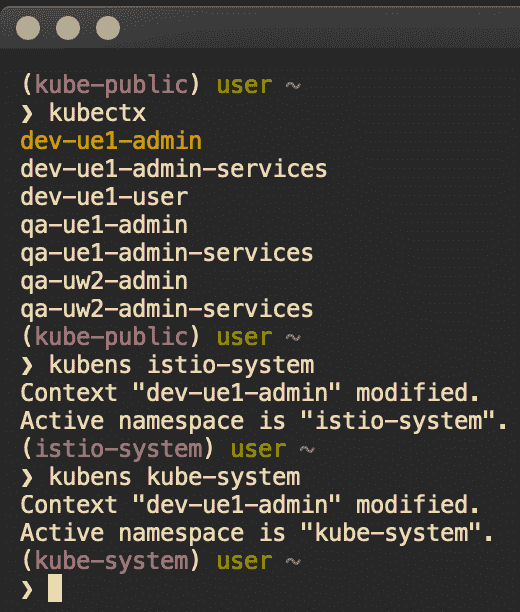 (kube-public) user ~
❯ kubectx
dev-ue1-admin
dev-ue1-admin-services
dev-ue1-user
qa-ue1-admin
qa-ue1-admin-services
qa-uw2-admin
qa-uw2-admin-services
(kube-public) user ~
❯ kubens istio-system
Context "dev-ue1-admin" modified.
Active namespace is "istio-system".
(istio-system) user ~
❯ kubens kube-system
Context "dev-ue1-admin" modified.
Active namespace is "kube-system".
(kube-system) user ~
❯